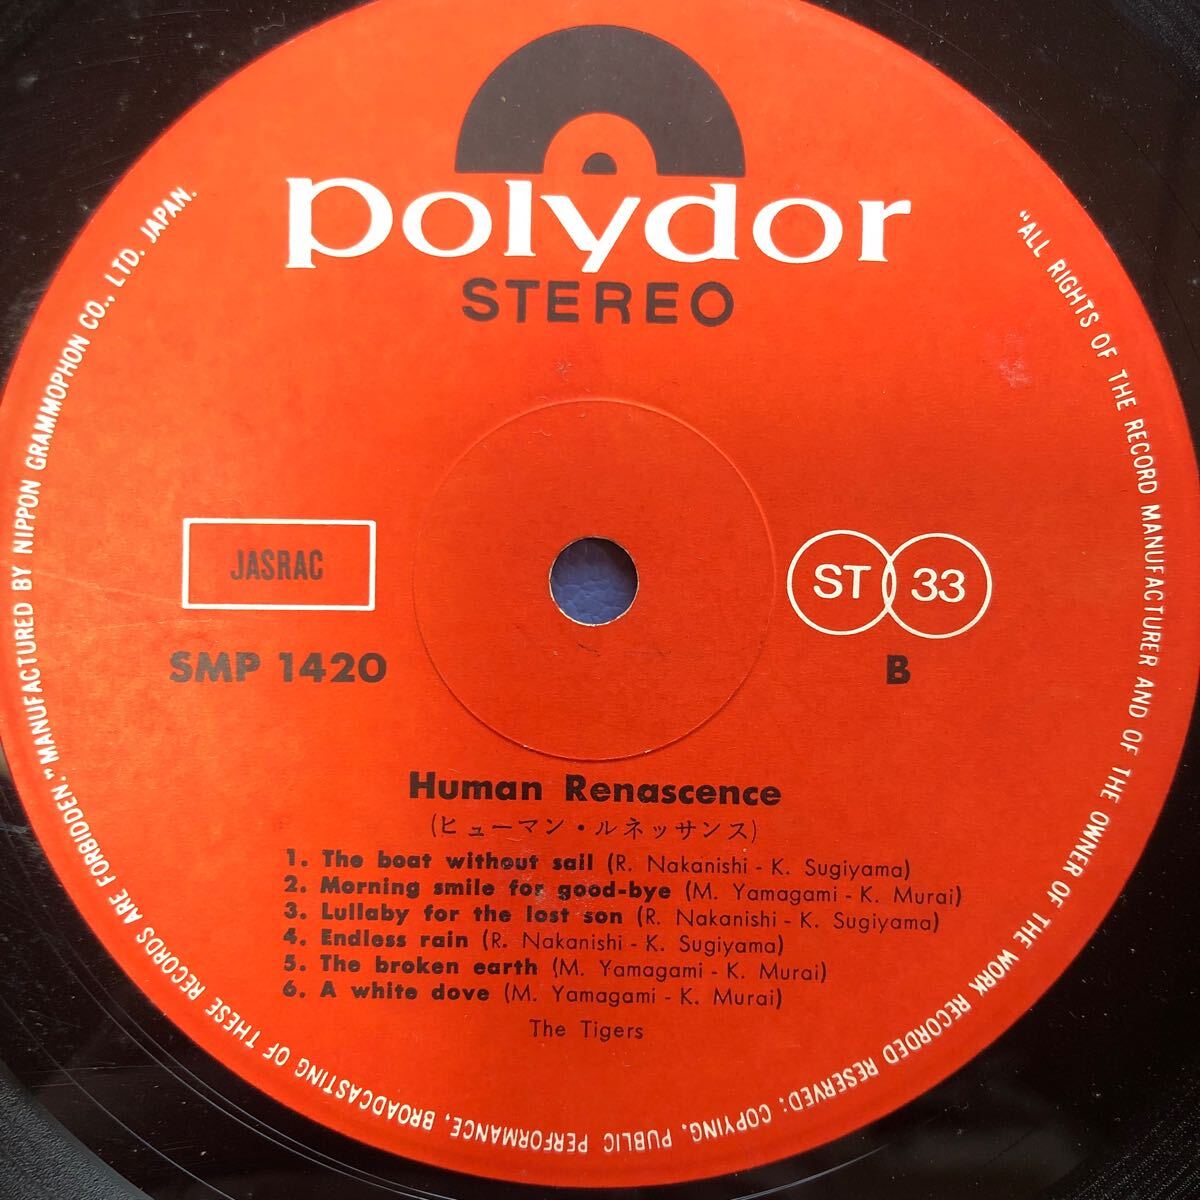 polydor
STEREO
JASRAC
ST 33
SMP 1420
B
Human Renascence
(ヒューマン・ルネッサンス)
1. The boat without sail (R. Nakanishi - K. Sugiyama)
2. Morning smile for good-bye (M. Yamagami - K. Murai)
3. Lullaby for the lost son (R. Nakanishi - K. Sugiyama)
4. Endless rain (R. Nakanishi - K. Sugiyama)
5. The broken earth (M. Yamagami - K. Murai)
6. A white dove (M. Yamagami - K. Murai)
The Tigers
"ALL RIGHTS OF THE RECORD MANUFACTURER AND OF THE OWNER OF THE WORK RECORDED RESERVED: COPYING. PUBLIC PERFORMANCE, BROADCASTING OF THESE RECORDS ARE FORBIDDEN." MANUFACTURED BY NIPPON GRAMMOPHON CO., LTD. JAPAN.